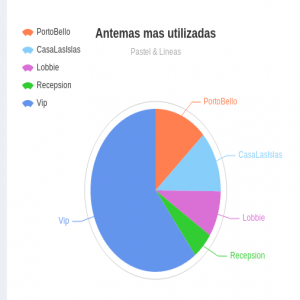 Antemas mas utilizadas
Pastel & Lineas
PortoBello
CasaLasIslas
Lobbie
Recepsion
Vip
PortoBello
CasaLasIslas
Lobbie
Recepsion
Vip